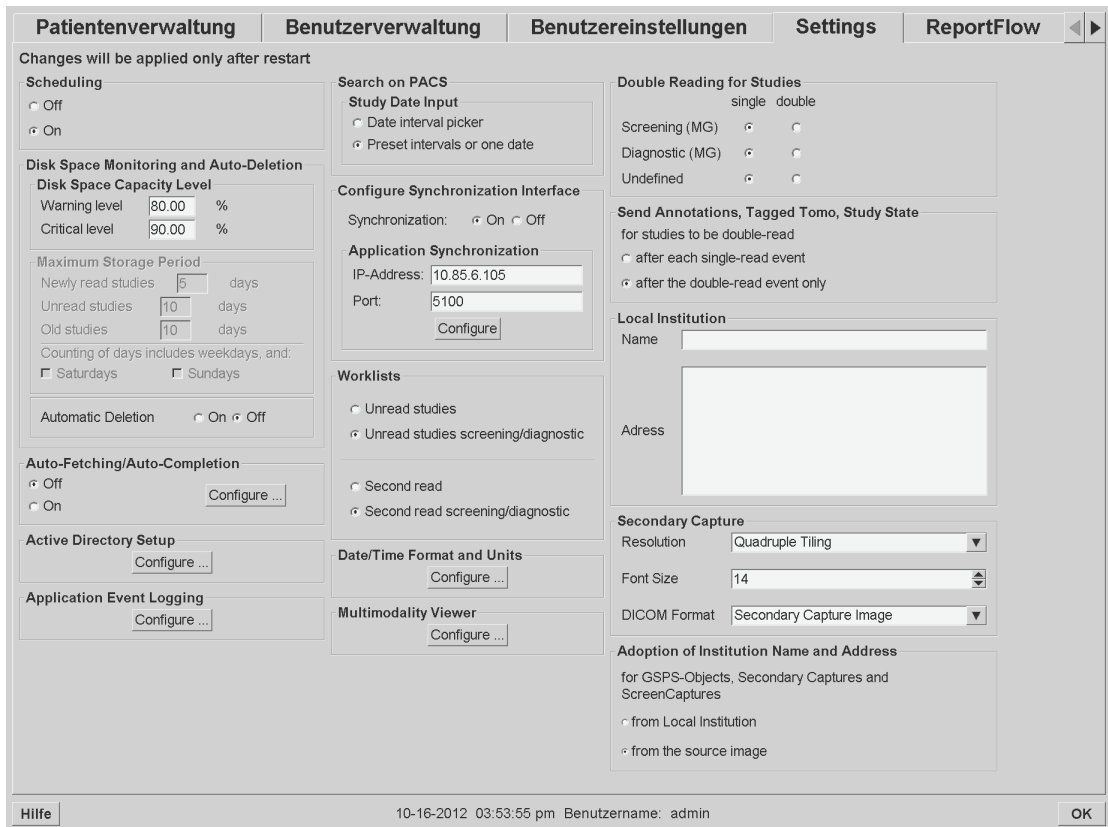 Patientenverwaltung Benutzerverwaltung Benutzereinstellungen Settings ReportFlow
Changes will be applied only after restart
Scheduling
Off
On
Disk Space Monitoring and Auto-Deletion
Disk Space Capacity Level
Warning level 80.00 %
Critical level 90.00 %
Maximum Storage Period
Newly read studies 5 days
Unread studies 10 days
Old studies 10 days
Counting of days includes weekdays, and:
Saturdays Sundays
Automatic Deletion On Off
Auto-Fetching/Auto-Completion
Off
Configure ...
On
Active Directory Setup
Configure ...
Application Event Logging
Configure ...
Search on PACS
Study Date Input
Date interval picker
Preset intervals or one date
Configure Synchronization Interface
Synchronization: On Off
Application Synchronization
IP-Address: 10.85.6.105
Port: 5100
Configure
Worklists
Unread studies
Unread studies screening/diagnostic
Second read
Second read screening/diagnostic
Date/Time Format and Units
Configure ...
Multimodality Viewer
Configure ...
Double Reading for Studies
single double
Screening (MG)
Diagnostic (MG)
Undefined
Send Annotations, Tagged Tomo, Study State
for studies to be double-read
after each single-read event
after the double-read event only
Local Institution
Name
Adress
Secondary Capture
Resolution Quadruple Tiling
Font Size 14
DICOM Format Secondary Capture Image
Adoption of Institution Name and Address
for GSPS-Objects, Secondary Captures and
ScreenCaptures
from Local Institution
from the source image
Hilfe 10-16-2012 03:53:55 pm Benutzername: admin OK